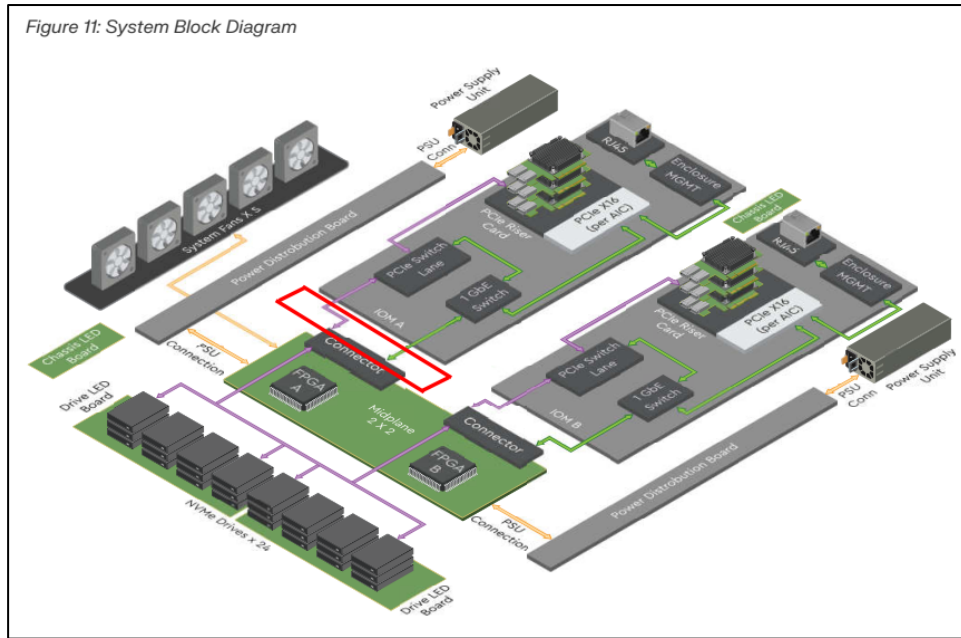 Figure 11: System Block Diagram
Power Supply
Unit
PSU
Conn
RJ45
Enclosure
MGMT
PCIe Riser
Card
PCIe X16
(per AIC)
Chassis LED
Board
System Fans X 5
Power Distrobution Board
PCIe Switch
Lane
1 GbE
Switch
IOM A
RJ45
Enclosure
MGMT
PCIe Riser
Card
PCIe X16
(per AIC)
Chassis LED
Board
PSU
Connection
Connector
FPGA
A
Midplane
2 X 2
PCIe Switch
Lane
1 GbE
Switch
IOM B
PSU
Conn
Power Supply
Unit
Drive LED
Board
Connector
FPGA
B
Power Distrobution Board
NVMe Drives x 24
PSU
Connection
Drive LED
Board